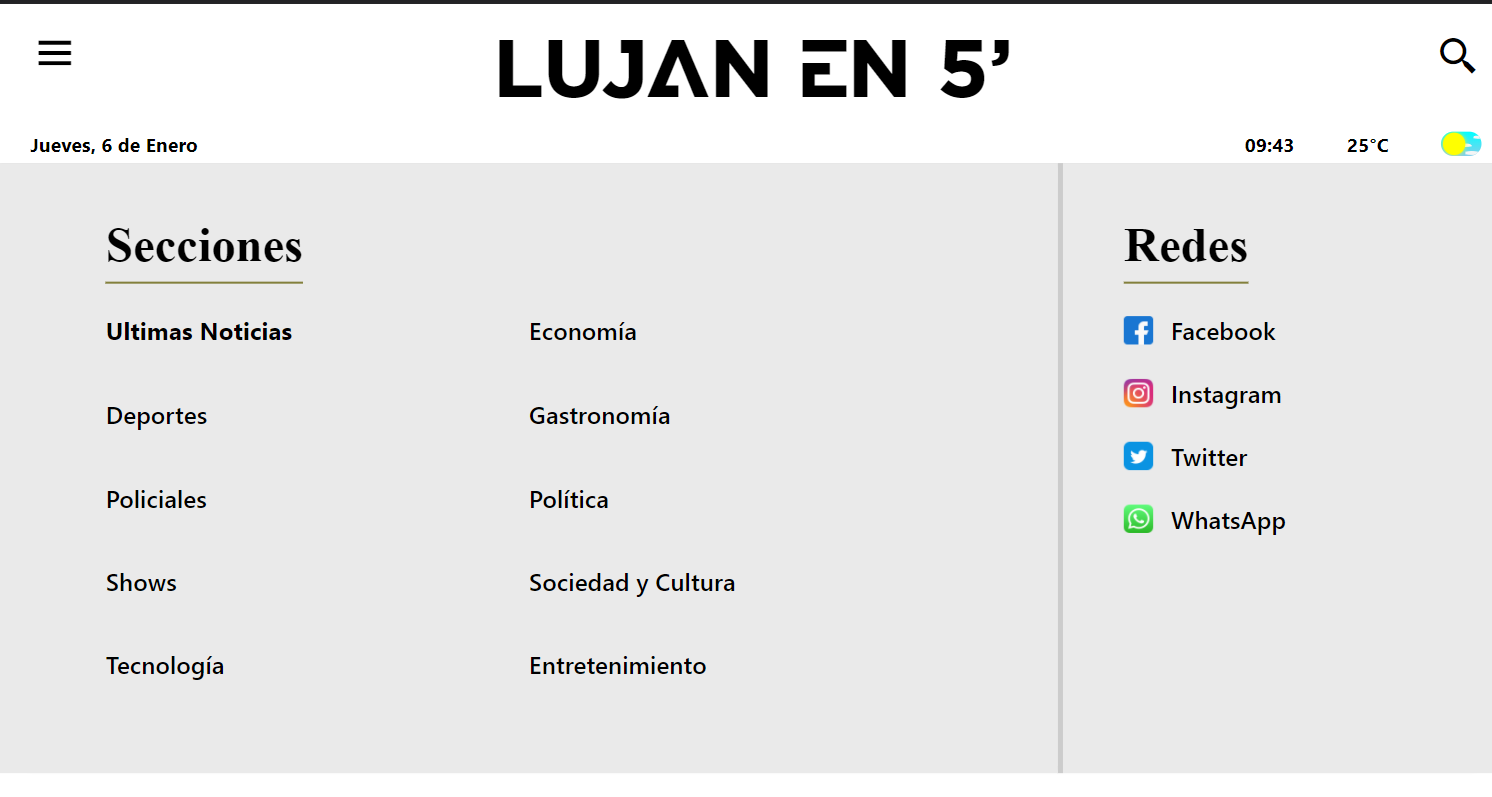 LUJAN EN 5’
Jueves, 6 de Enero
09:43
25°C
Secciones
Ultimas Noticias
Deportes
Policiales
Shows
Tecnología
Economía
Gastronomía
Política
Sociedad y Cultura
Entretenimiento
Redes
Facebook
Instagram
Twitter
WhatsApp